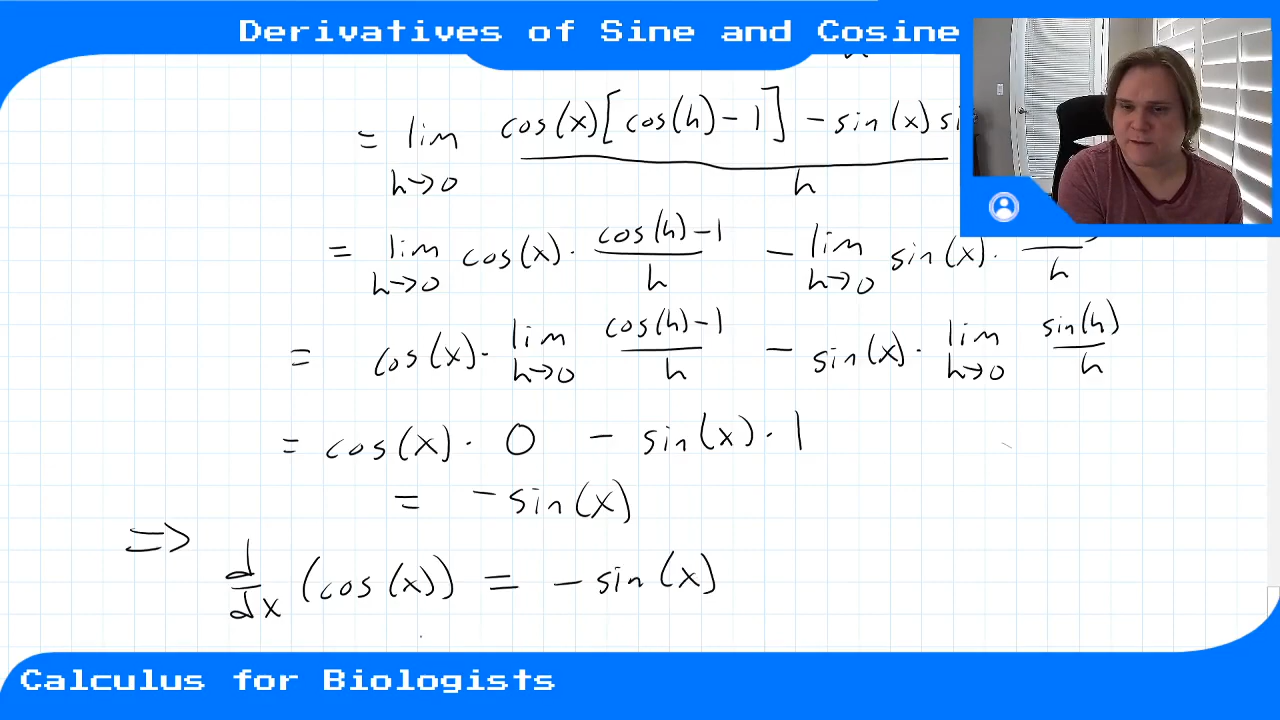 Derivatives of Sine and Cosine
= lim h→0 cos(x)[cos(h)-1] - sin(x) / h
= lim h→0 cos(x)· cos(h)-1 / h - lim h→0 sin(x)· / h
= cos(x)· lim h→0 cos(h)-1 / h - sin(x)· lim h→0 sin(h) / h
= cos(x)· 0 - sin(x)· 1
= -sin(x)
⇒ d/dx (cos(x)) = -sin(x)
Calculus for Biologists